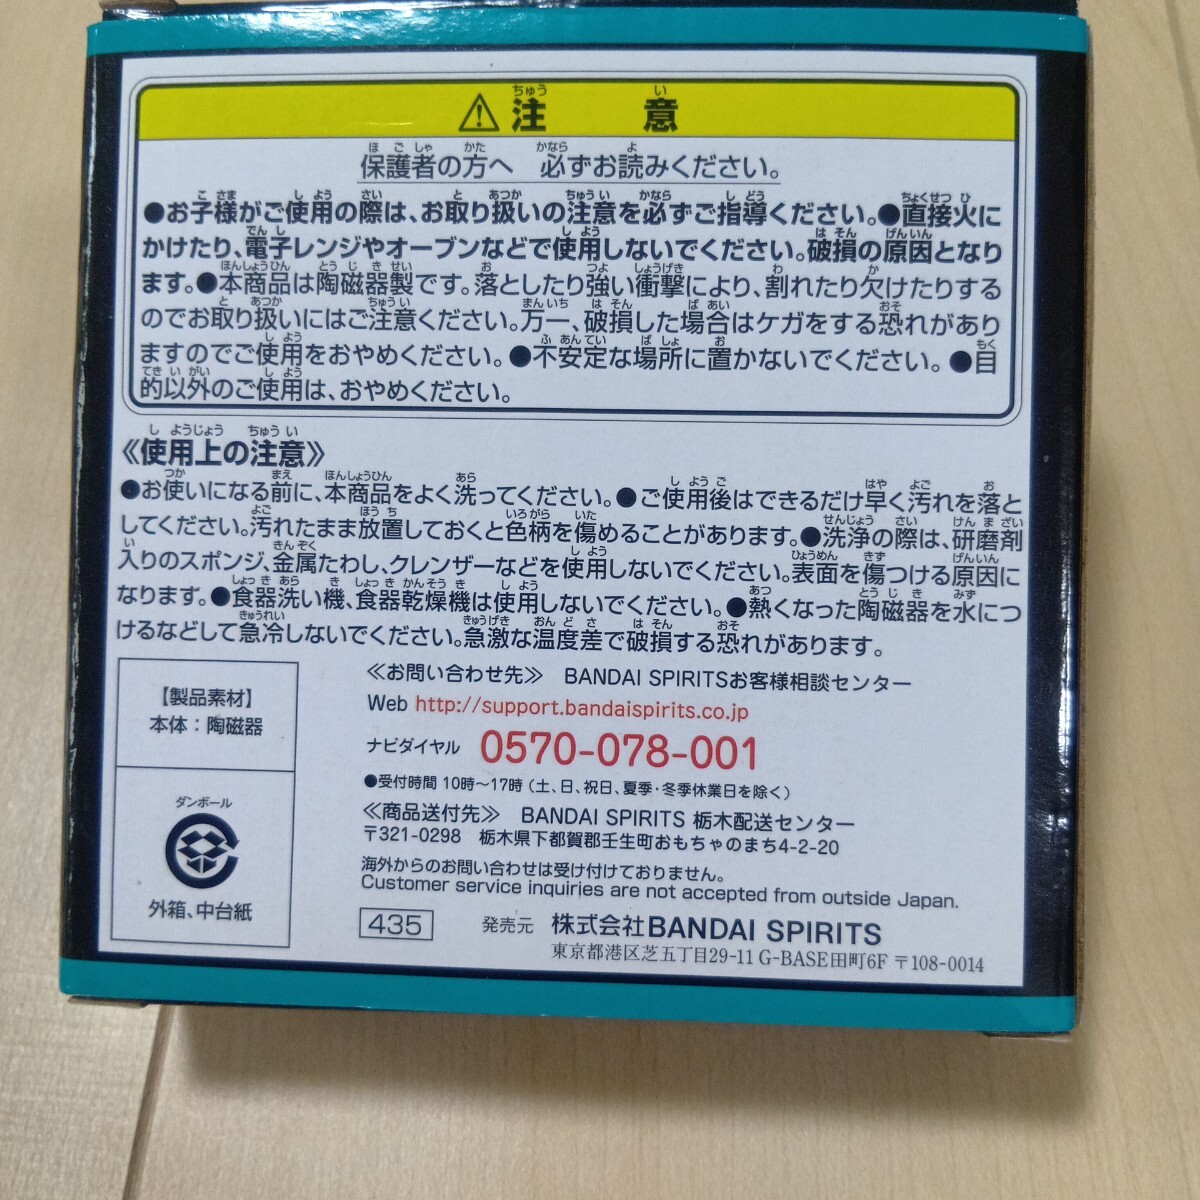 ⚠注意
保護者の方へ 必ずお読みください。
●お子様がご使用の際は、お取り扱いの注意を必ずご指導ください。●直接火に
かけたり、電子レンジやオーブンなどで使用しないでください。破損の原因となり
ます。●本商品は陶磁器製です。落としたり強い衝撃により、割れたり欠けたりする
のでお取り扱いにはご注意ください。万一、破損した場合はケガをする恐れがあり
ますのでご使用をおやめください。●不安定な場所に置かないでください。●目
的以外のご使用は、おやめください。
《使用上の注意》
●お使いになる前に、本商品をよく洗ってください。●ご使用後はできるだけ早く汚れを落と
してください。汚れたまま放置しておくと色柄を傷めることがあります。●洗浄の際は、研磨剤
入りのスポンジ、金属たわし、クレンザーなどを使用しないでください。表面を傷つける原因に
なります。●食器洗い機、食器乾燥機は使用しないでください。●熱くなった陶磁器を水につ
けるなどして急冷しないでください。急激な温度差で破損する恐れがあります。
【製品素材】
本体：陶磁器
ダンボール
外箱、中台紙
≪お問い合わせ先≫ BANDAI SPIRITSお客様相談センター
Web http://support.bandaispirits.co.jp
ナビダイヤル 0570-078-001
●受付時間 10時～17時（土、日、祝日、夏季・冬季休業日を除く）
≪商品送付先≫ BANDAI SPIRITS 栃木配送センター
〒321-0298 栃木県下都賀郡壬生町おもちゃのまち4-2-20
海外からのお問い合わせは受け付けておりません。
Customer service inquiries are not accepted from outside Japan.
435 発売元 株式会社BANDAI SPIRITS
東京都港区芝五丁目29-11 G-BASE田町6F 〒108-0014